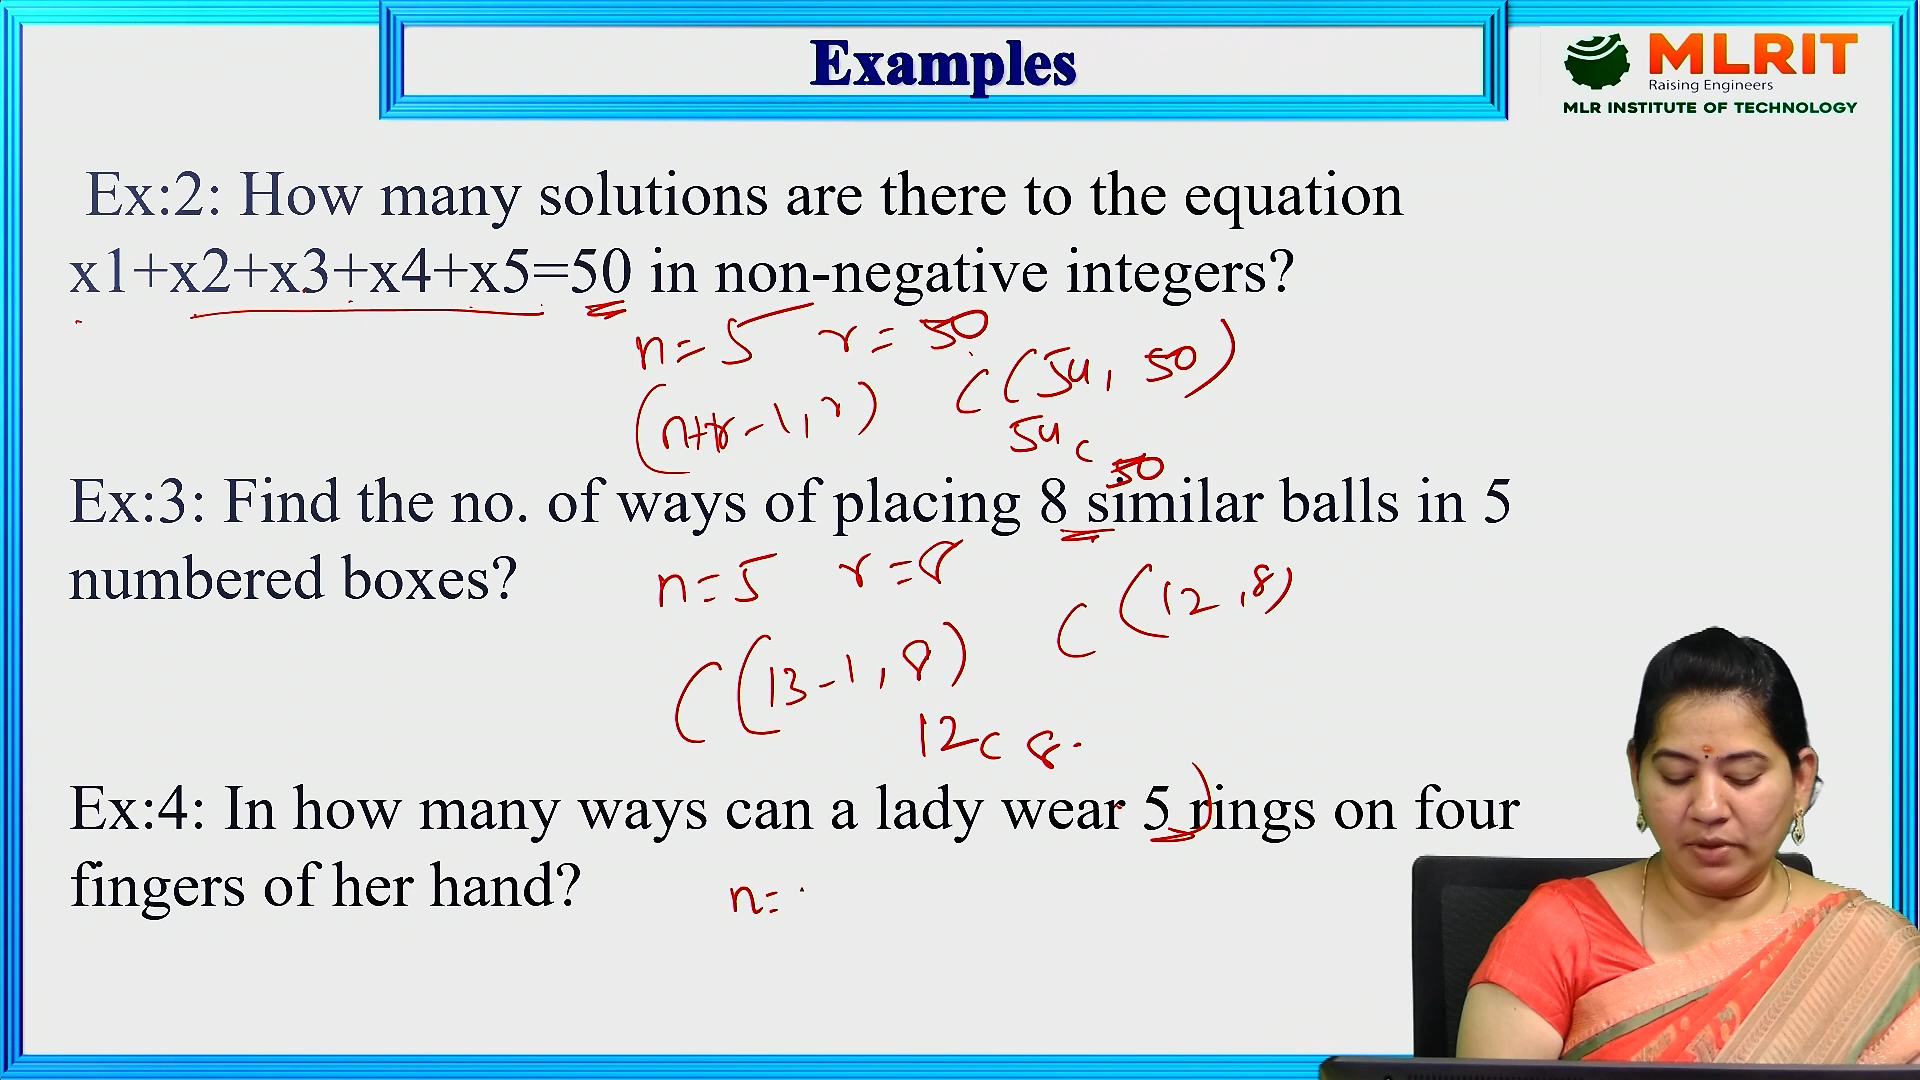 Examples
MLRIT
Raising Engineers
MLR INSTITUTE OF TECHNOLOGY
Ex:2: How many solutions are there to the equation
x1+x2+x3+x4+x5=50 in non-negative integers?
n=5 r=50
(n+r-1,r) C(54, 50)
54c50
Ex:3: Find the no. of ways of placing 8 similar balls in 5
numbered boxes?
n=5 r=8
C(12,8)
C(13-1,8)
12c8.
Ex:4: In how many ways can a lady wear 5 rings on four
fingers of her hand?
n=